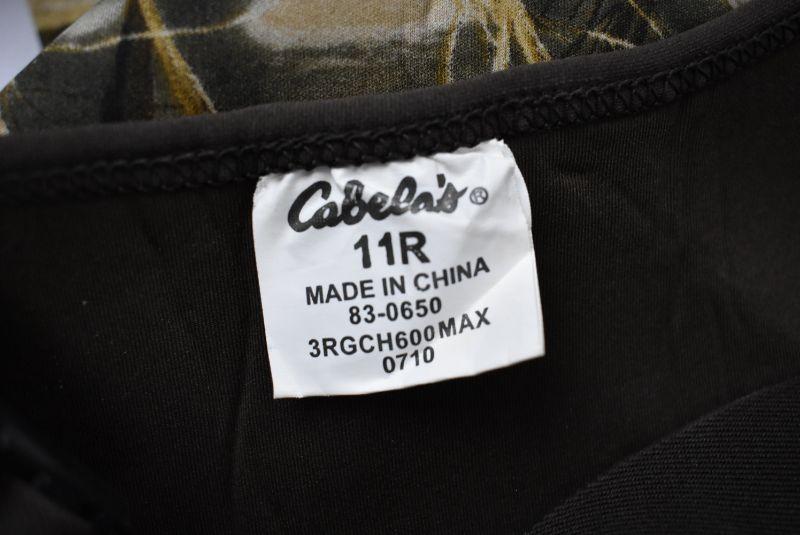 Cabela's®
11R
MADE IN CHINA
83-0650
3RGCH600MAX
0710